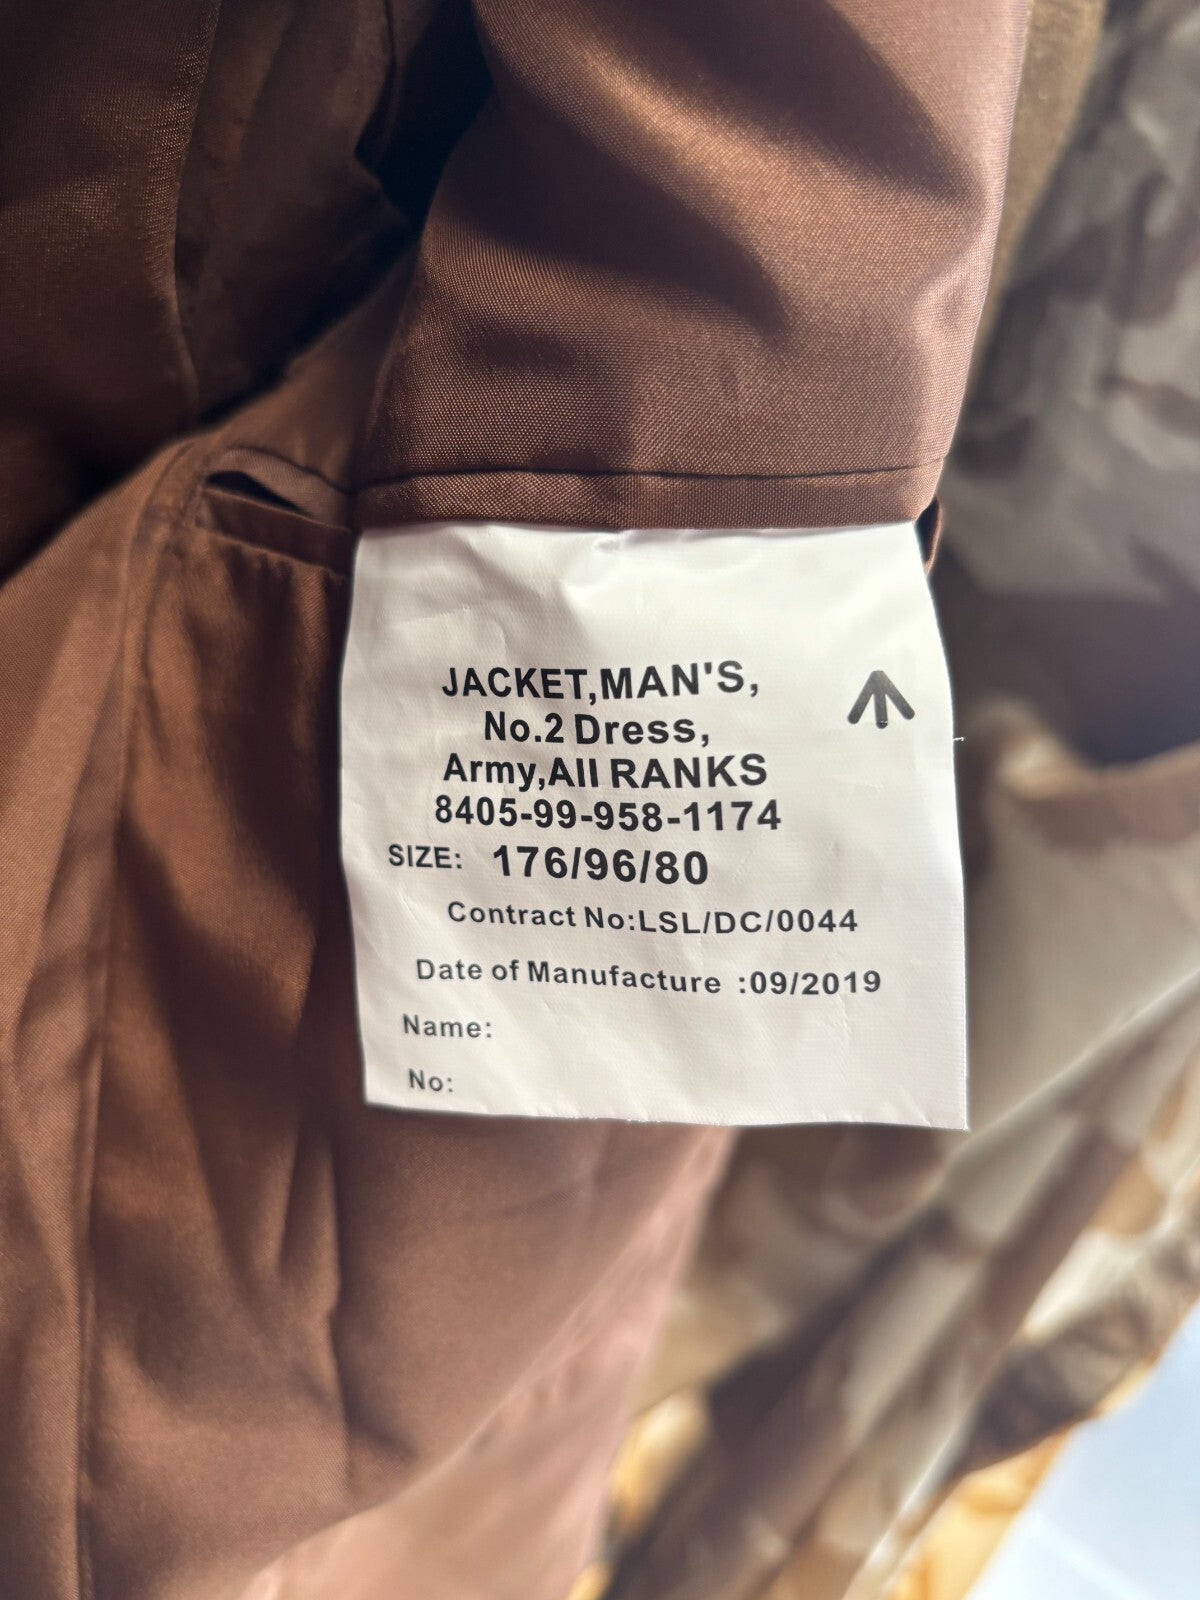 JACKET,MAN'S,
No.2 Dress,
Army,All RANKS
8405-99-958-1174
SIZE: 176/96/80
Contract No:LSL/DC/0044
Date of Manufacture :09/2019
Name:
No: